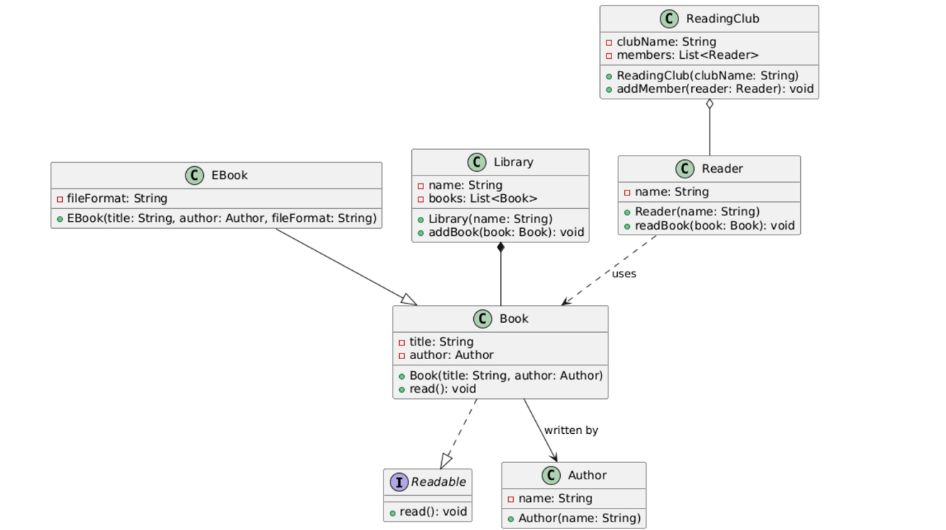 C ReadingClub
clubName: String
members: List<Reader>
ReadingClub(clubName: String)
addMember(reader: Reader): void
C EBook
fileFormat: String
EBook(title: String, author: Author, fileFormat: String)
C Library
name: String
books: List<Book>
Library(name: String)
addBook(book: Book): void
C Reader
name: String
Reader(name: String)
readBook(book: Book): void
uses
C Book
title: String
author: Author
Book(title: String, author: Author)
read(): void
written by
I Readable
read(): void
C Author
name: String
Author(name: String)